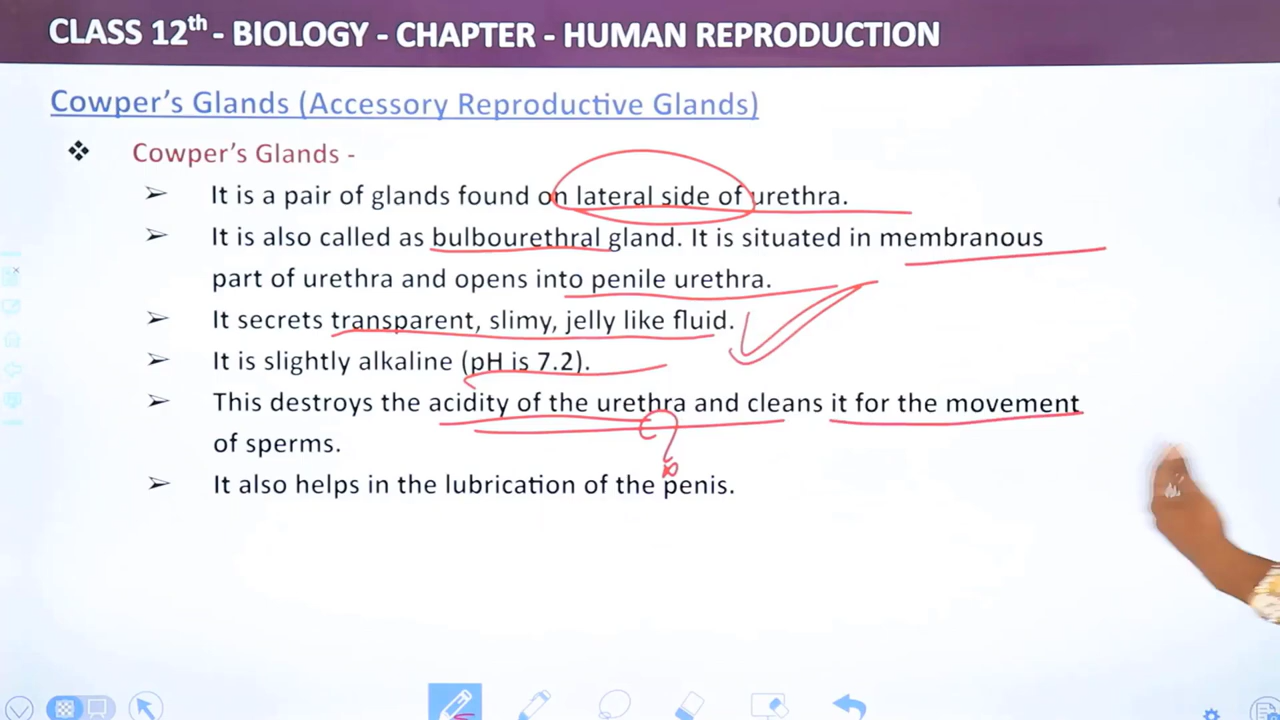 CLASS 12th - BIOLOGY - CHAPTER - HUMAN REPRODUCTION
Cowper's Glands (Accessory Reproductive Glands)
❖ Cowper's Glands -
➢ It is a pair of glands found on lateral side of urethra.
➢ It is also called as bulbourethral gland. It is situated in membranous
part of urethra and opens into penile urethra.
➢ It secrets transparent, slimy, jelly like fluid.
➢ It is slightly alkaline (pH is 7.2).
➢ This destroys the acidity of the urethra and cleans it for the movement
of sperms.
➢ It also helps in the lubrication of the penis.